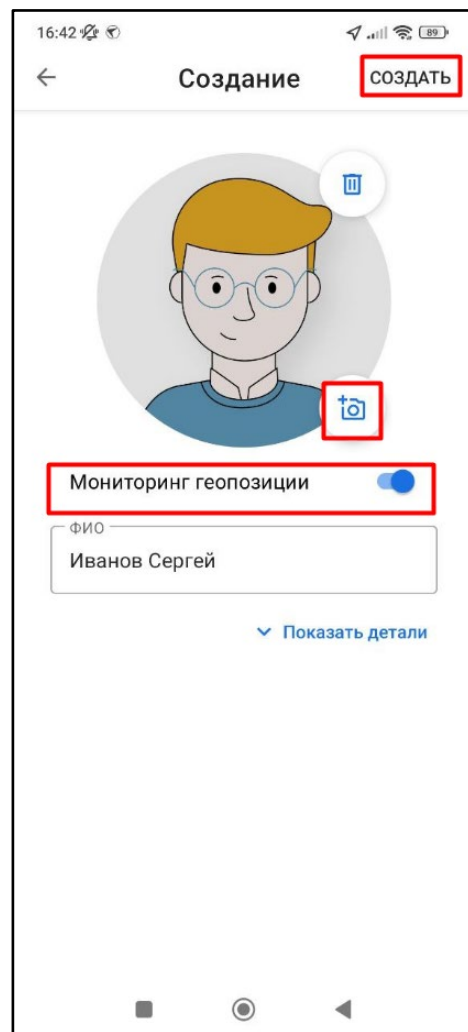 16:42
89
Создание
СОЗДАТЬ
Мониторинг геопозиции
ФИО
Иванов Сергей
Показать детали